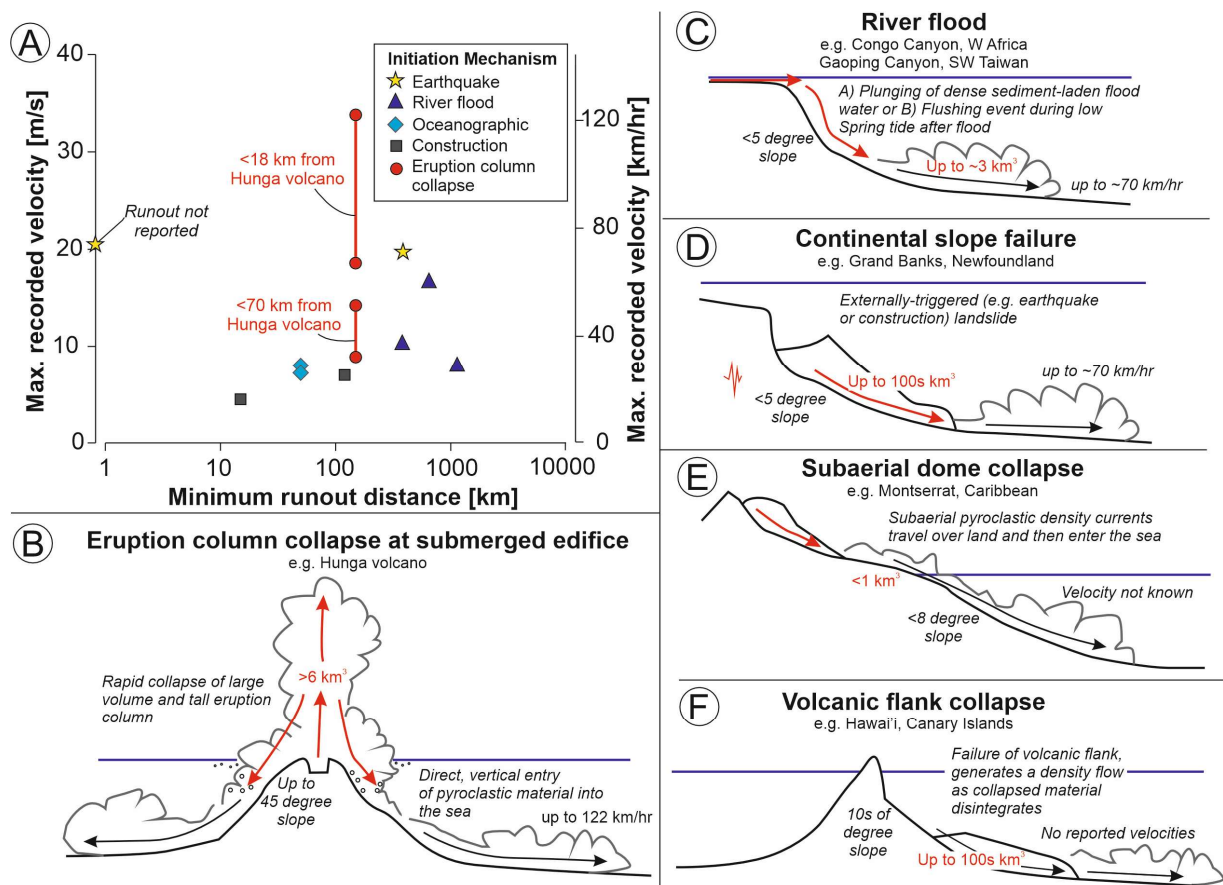 A
Max. recorded velocity [m/s]
40
30
20
10
0
1
10
100
1000
10000
Minimum runout distance [km]
Max. recorded velocity [km/hr]
120
80
40
0
Initiation Mechanism
Earthquake
River flood
Oceanographic
Construction
Eruption column
collapse
<18 km from
Hunga volcano
Runout not
reported
<70 km from
Hunga volcano
B
Eruption column collapse at submerged edifice
e.g. Hunga volcano
>6 km³
Rapid collapse of large
volume and tall eruption
column
Up to
45 degree
slope
Direct, vertical entry
of pyroclastic material into
the sea
up to 122 km/hr
C
River flood
e.g. Congo Canyon, W Africa
Gaoping Canyon, SW Taiwan
A) Plunging of dense sediment-laden flood
water or B) Flushing event during low
Spring tide after flood
<5 degree
slope
Up to ~3 km³
up to ~70 km/hr
D
Continental slope failure
e.g. Grand Banks, Newfoundland
Externally-triggered (e.g. earthquake
or construction) landslide
Up to 100s km³
up to ~70 km/hr
<5 degree
slope
E
Subaerial dome collapse
e.g. Montserrat, Caribbean
Subaerial pyroclastic density currents
travel over land and then enter the sea
<1 km³
Velocity not known
<8 degree
slope
F
Volcanic flank collapse
e.g. Hawai'i, Canary Islands
Failure of volcanic flank,
generates a density flow
as collapsed material
disintegrates
10s of
degree
slope
No reported velocities
Up to 100s km³